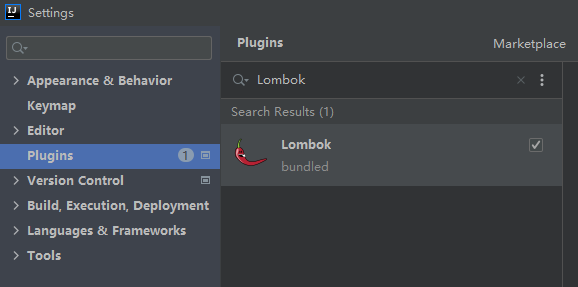 IJ
Settings
Appearance & Behavior
Keymap
Editor
Plugins
1
Version Control
Build, Execution, Deployment
Languages & Frameworks
Tools
Plugins
Marketplace
Lombok
Search Results (1)
Lombok
bundled